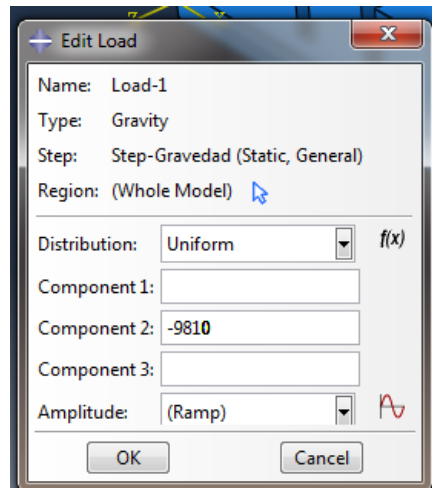 Edit Load
Name: Load-1
Type: Gravity
Step: Step-Gravedad (Static, General)
Region: (Whole Model)
Distribution: Uniform f(x)
Component 1:
Component 2: -9810
Component 3:
Amplitude: (Ramp)
OK Cancel